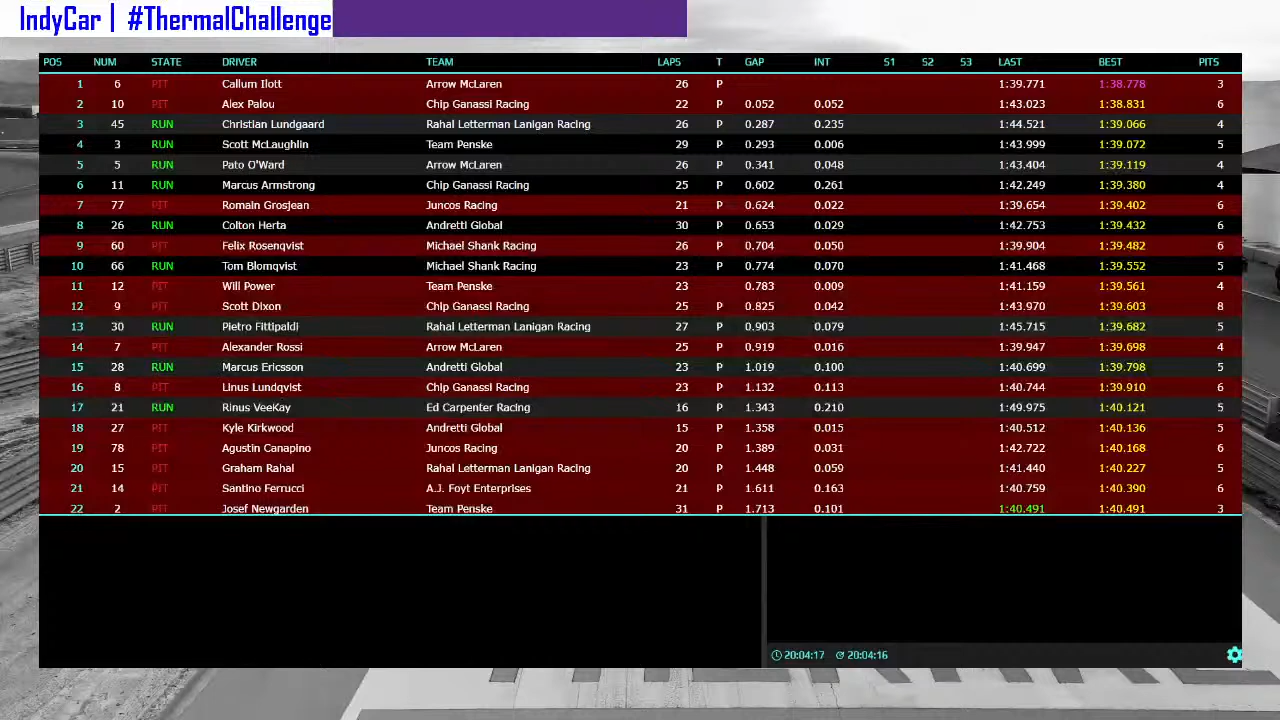 IndyCar | #ThermalChallenge
POS NUM STATE DRIVER TEAM LAPS T GAP INT S1 S2 S3 LAST BEST PITS
1 6 PIT Callum Ilott Arrow McLaren 26 P 1:39.771 1:38.778 3
2 10 PIT Alex Palou Chip Ganassi Racing 22 P 0.052 0.052 1:43.023 1:38.831 6
3 45 RUN Christian Lundgaard Rahal Letterman Lanigan Racing 26 P 0.287 0.235 1:44.521 1:39.066 4
4 3 RUN Scott McLaughlin Team Penske 29 P 0.293 0.006 1:43.999 1:39.072 5
5 5 RUN Pato O'Ward Arrow McLaren 26 P 0.341 0.048 1:43.404 1:39.119 4
6 11 RUN Marcus Armstrong Chip Ganassi Racing 25 P 0.602 0.261 1:42.249 1:39.380 4
7 77 PIT Romain Grosjean Juncos Racing 21 P 0.624 0.022 1:39.654 1:39.402 6
8 26 RUN Colton Herta Andretti Global 30 P 0.653 0.029 1:42.753 1:39.432 6
9 60 PIT Felix Rosenqvist Michael Shank Racing 26 P 0.704 0.050 1:39.904 1:39.482 6
10 66 RUN Tom Blomqvist Michael Shank Racing 23 P 0.774 0.070 1:41.468 1:39.552 5
11 12 PIT Will Power Team Penske 23 P 0.783 0.009 1:41.159 1:39.561 4
12 9 PIT Scott Dixon Chip Ganassi Racing 25 P 0.825 0.042 1:43.970 1:39.603 8
13 30 RUN Pietro Fittipaldi Rahal Letterman Lanigan Racing 27 P 0.903 0.079 1:45.715 1:39.682 5
14 7 PIT Alexander Rossi Arrow McLaren 25 P 0.919 0.016 1:39.947 1:39.698 4
15 28 RUN Marcus Ericsson Andretti Global 23 P 1.019 0.100 1:40.699 1:39.798 5
16 8 PIT Linus Lundqvist Chip Ganassi Racing 23 P 1.132 0.113 1:40.744 1:39.910 6
17 21 RUN Rinus VeeKay Ed Carpenter Racing 16 P 1.343 0.210 1:49.975 1:40.121 5
18 27 PIT Kyle Kirkwood Andretti Global 15 P 1.358 0.015 1:40.512 1:40.136 5
19 78 PIT Agustin Canapino Juncos Racing 20 P 1.389 0.031 1:42.722 1:40.168 6
20 15 PIT Graham Rahal Rahal Letterman Lanigan Racing 20 P 1.448 0.059 1:41.440 1:40.227 5
21 14 PIT Santino Ferrucci A.J. Foyt Enterprises 21 P 1.611 0.163 1:40.759 1:40.390 6
22 2 PIT Josef Newgarden Team Penske 31 P 1.713 0.101 1:40.491 1:40.491 3
20:04:17 20:04:16